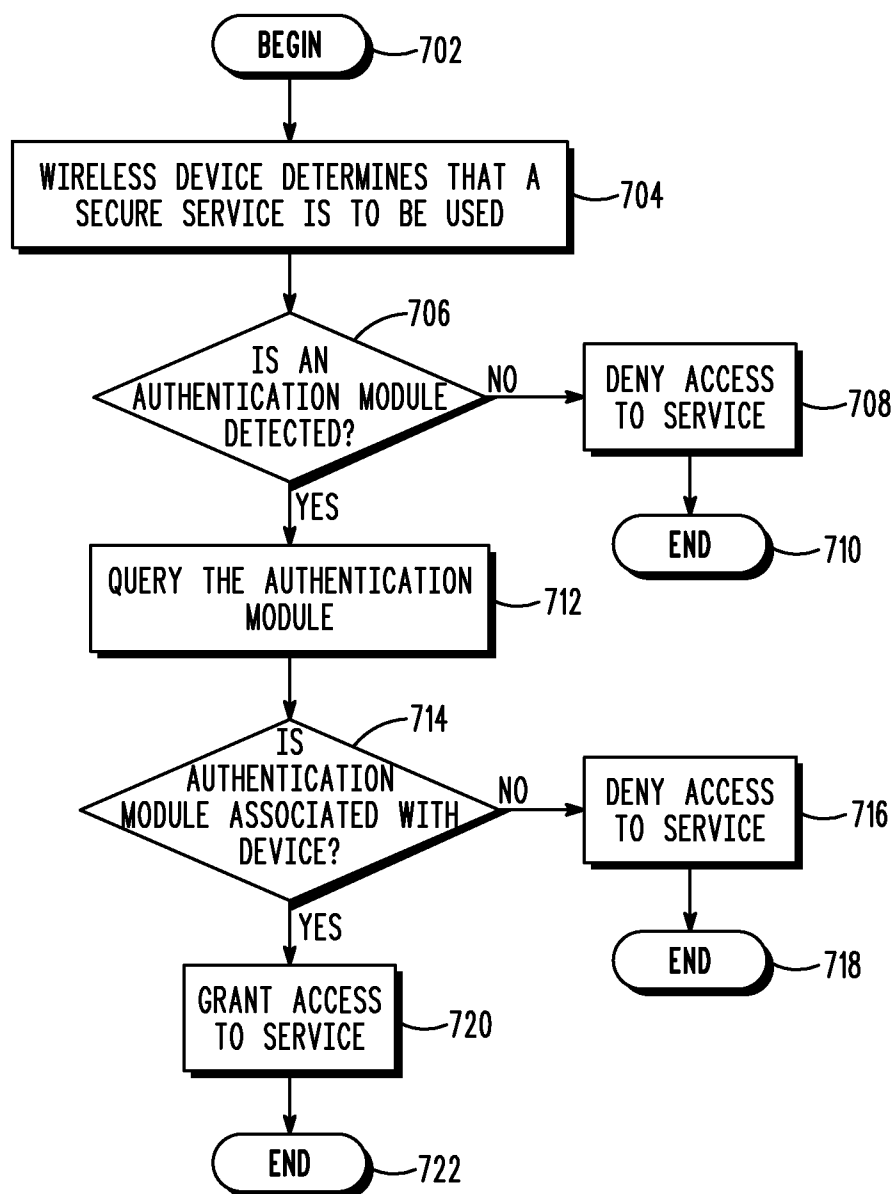 BEGIN
702
WIRELESS DEVICE DETERMINES THAT A
SECURE SERVICE IS TO BE USED
704
706
IS AN
AUTHENTICATION MODULE
DETECTED?
NO
DENY ACCESS
TO SERVICE
708
YES
END
710
QUERY THE AUTHENTICATION
MODULE
712
714
IS
AUTHENTICATION
MODULE ASSOCIATED WITH
DEVICE?
NO
DENY ACCESS
TO SERVICE
716
YES
END
718
GRANT ACCESS
TO SERVICE
720
END
722